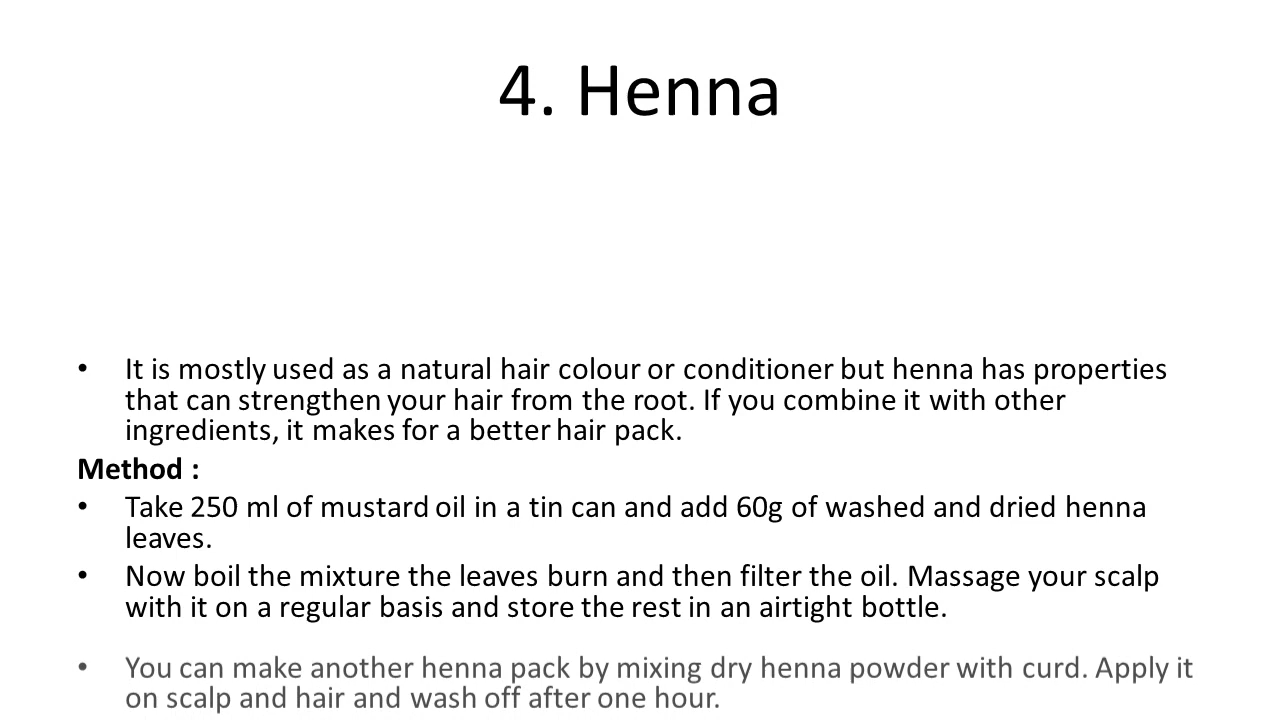 4. Henna
• It is mostly used as a natural hair colour or conditioner but henna has properties
that can strengthen your hair from the root. If you combine it with other
ingredients, it makes for a better hair pack.
Method :
• Take 250 ml of mustard oil in a tin can and add 60g of washed and dried henna
leaves.
• Now boil the mixture the leaves burn and then filter the oil. Massage your scalp
with it on a regular basis and store the rest in an airtight bottle.
• You can make another henna pack by mixing dry henna powder with curd. Apply it
on scalp and hair and wash off after one hour.